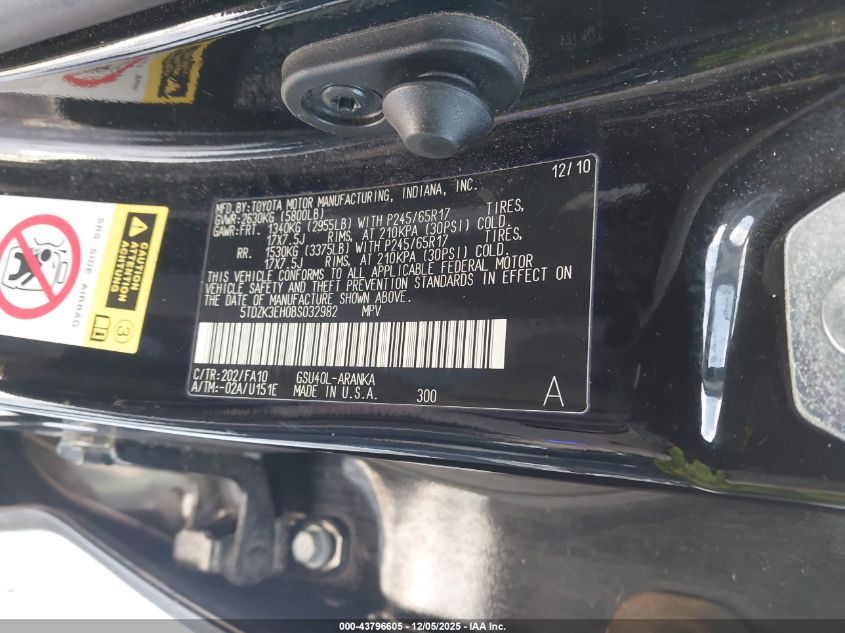 12/10
MFD.BY:TOYOTA MOTOR MANUFACTURING, INDIANA, INC.
GVWR:2630KG (5800LB)
GAWR:FRT. 1340KG (2955LB) WITH P245/65R17 TIRES,
17X7.5J RIMS, AT 210KPA (30PSI) COLD.
RR. 1530KG (3375LB) WITH P245/65R17 TIRES,
17X7.5J RIMS, AT 210KPA (30PSI) COLD.
THIS VEHICLE CONFORMS TO ALL APPLICABLE FEDERAL MOTOR
VEHICLE SAFETY AND THEFT PREVENTION STANDARDS IN EFFECT ON
THE DATE OF MANUFACTURE SHOWN ABOVE.
5TDZK3EH0BS032982 MPV
C/TR:202/FA10 GSU40L-ARANKA
A/TM:-02A/U151E MADE IN U.S.A. 300 A
SRS SIDE AIRBAG
CAUTION
ATTENTION
ACHTUNG
3
000-43796605 - 12/05/2025 - IAA Inc.